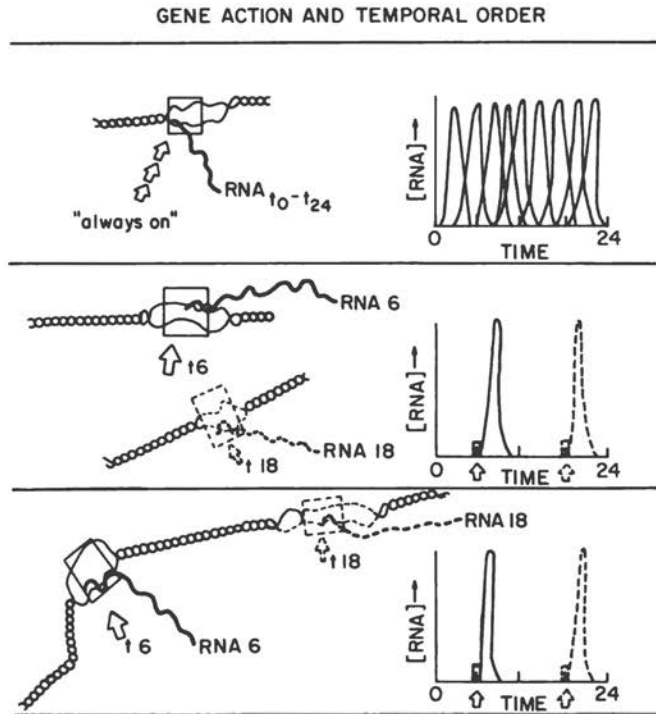 GENE ACTION AND TEMPORAL ORDER
RNA t0-t24
"always on"
[RNA]→
0 TIME 24
RNA 6
t6
RNA 18
t18
[RNA]→
0 TIME 24
RNA 18
t18
RNA 6
t6
[RNA]→
0 TIME 24